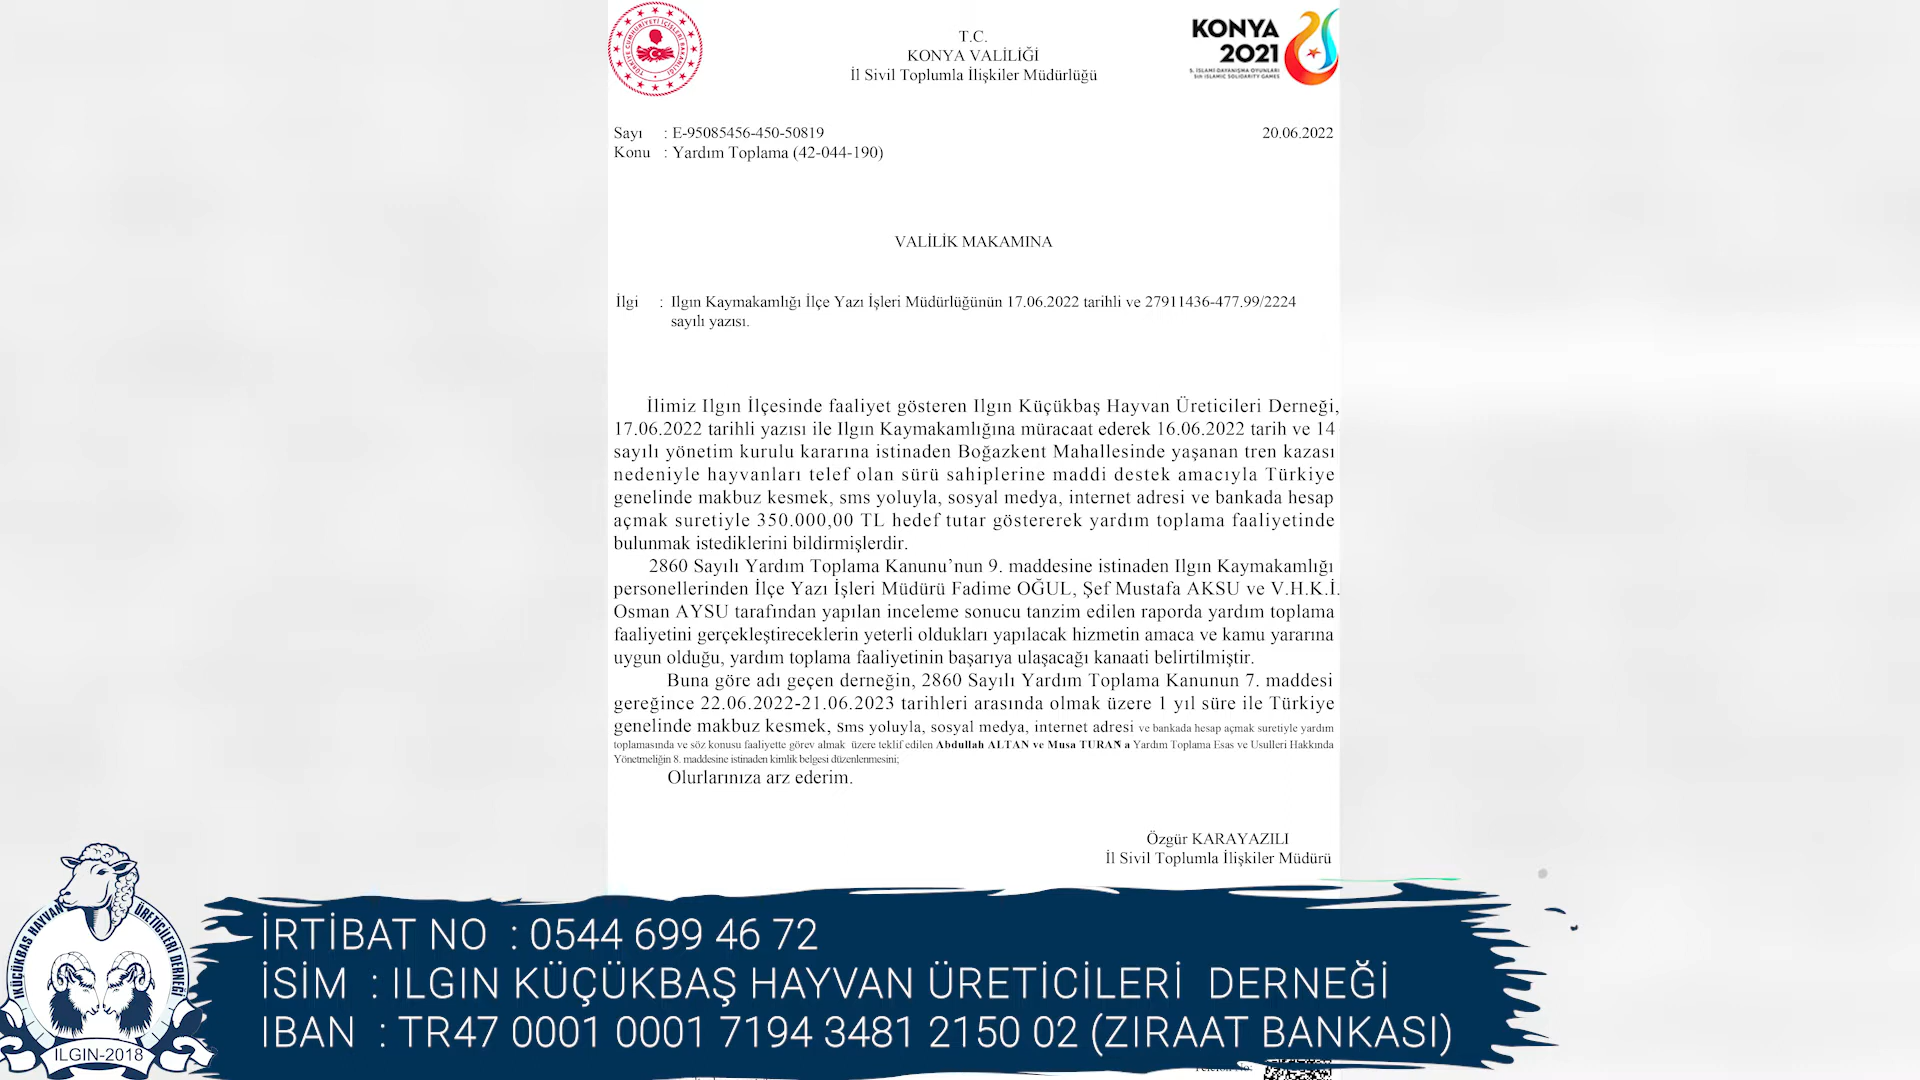 T.C.
KONYA VALİLİĞİ
İl Sivil Toplumla İlişkiler Müdürlüğü
KONYA
2021
5. İSLAMİ DAYANIŞMA OYUNLARI
5th ISLAMIC SOLIDARITY GAMES
Sayı : E-95085456-450-50819
20.06.2022
Konu : Yardım Toplama (42-044-190)
VALİLİK MAKAMINA
İlgi : Ilgın Kaymakamlığı İlçe Yazı İşleri Müdürlüğünün 17.06.2022 tarihli ve 27911436-477.99/2224
sayılı yazısı.
İlimiz Ilgın İlçesinde faaliyet gösteren Ilgın Küçükbaş Hayvan Üreticileri Derneği,
17.06.2022 tarihli yazısı ile Ilgın Kaymakamlığına müracaat ederek 16.06.2022 tarih ve 14
sayılı yönetim kurulu kararına istinaden Boğazkent Mahallesinde yaşanan tren kazası
nedeniyle hayvanları telef olan sürü sahiplerine maddi destek amacıyla Türkiye
genelinde makbuz kesmek, sms yoluyla, sosyal medya, internet adresi ve bankada hesap
açmak suretiyle 350.000,00 TL hedef tutar göstererek yardım toplama faaliyetinde
bulunmak istediklerini bildirmişlerdir.
2860 Sayılı Yardım Toplama Kanunu’nun 9. maddesine istinaden Ilgın Kaymakamlığı
personellerinden İlçe Yazı İşleri Müdürü Fadime OĞUL, Şef Mustafa AKSU ve V.H.K.İ.
Osman AYSU tarafından yapılan inceleme sonucu tanzim edilen raporda yardım toplama
faaliyetini gerçekleştireceklerin yeterli oldukları yapılacak hizmetin amaca ve kamu yararına
uygun olduğu, yardım toplama faaliyetinin başarıya ulaşacağı kanaati belirtilmiştir.
Buna göre adı geçen derneğin, 2860 Sayılı Yardım Toplama Kanunun 7. maddesi
gereğince 22.06.2022-21.06.2023 tarihleri arasında olmak üzere 1 yıl süre ile Türkiye
genelinde makbuz kesmek, sms yoluyla, sosyal medya, internet adresi ve bankada hesap açmak suretiyle yardım
toplamasında ve söz konusu faaliyette görev almak üzere teklif edilen Abdullah ALTAN ve Musa TURAN a Yardım Toplama Esas ve Usulleri Hakkında
Yönetmeliğin 8. maddesine istinaden kimlik belgesi düzenlenmesini;
Olurlarınıza arz ederim.
Özgür KARAYAZILI
İl Sivil Toplumla İlişkiler Müdürü
KÜÇÜKBAŞ HAYVAN ÜRETİCİLERİ DERNEĞİ
ILGIN-2018
İRTİBAT NO : 0544 699 46 72
İSİM : ILGIN KÜÇÜKBAŞ HAYVAN ÜRETİCİLERİ DERNEĞİ
IBAN : TR47 0001 0001 7194 3481 2150 02 (ZIRAAT BANKASI)